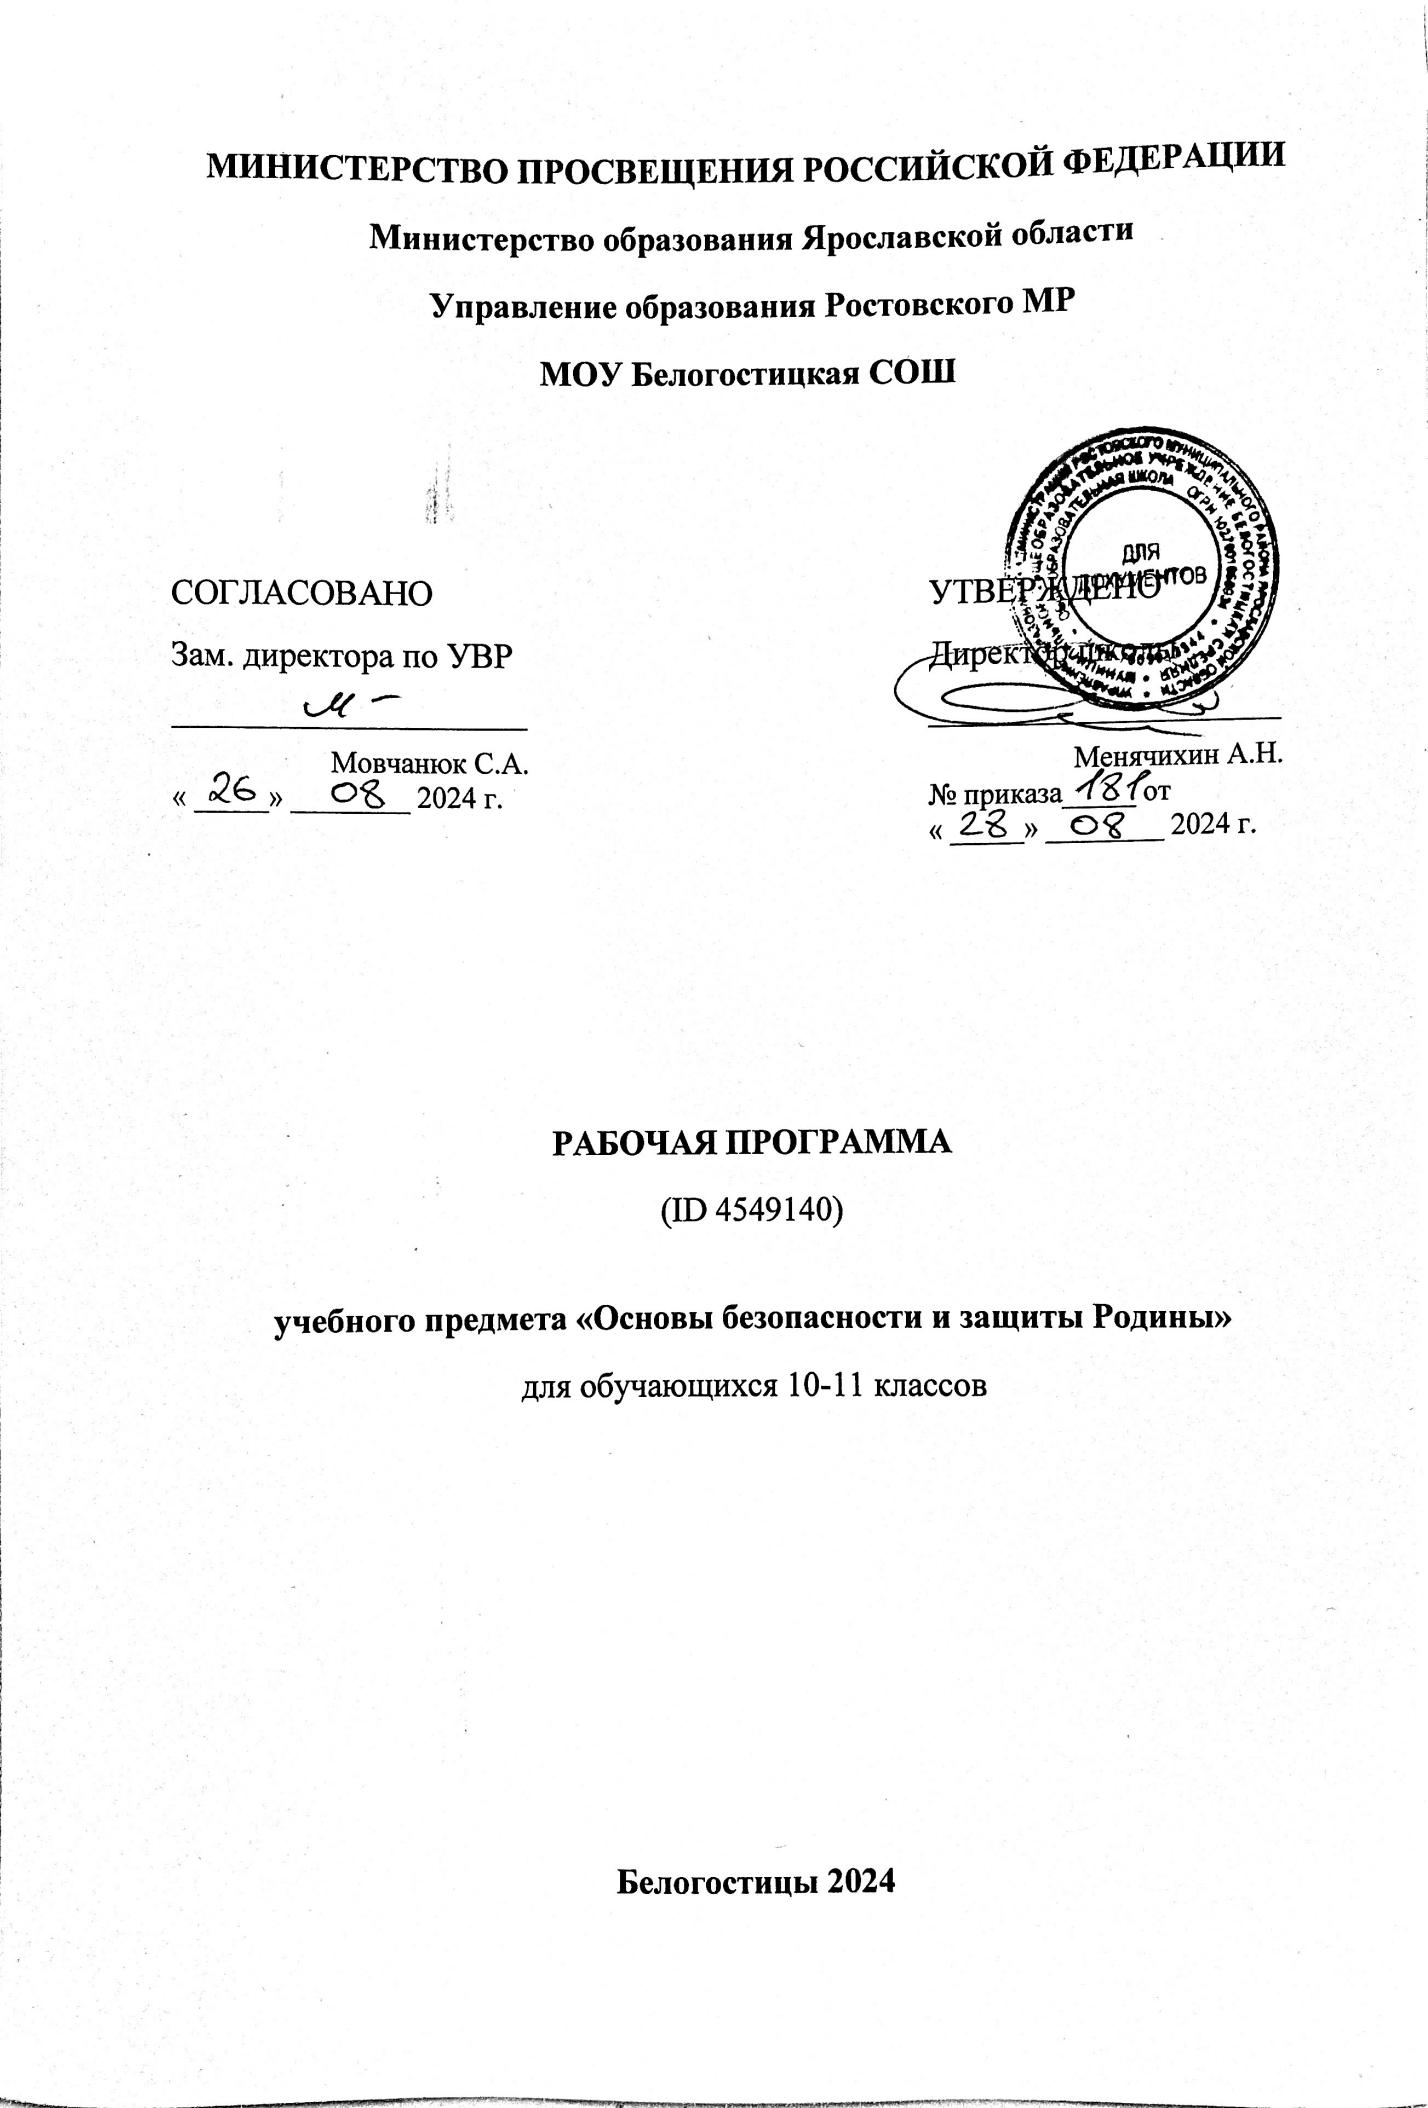 МИНИСТЕРСТВО ПРОСВЕЩЕНИЯ РОССИЙСКОЙ ФЕДЕРАЦИИ
Министерство образования Ярославской области
Управление образования Ростовского МР
МОУ Белогостицкая СОШ
СОГЛАСОВАНО
Зам. директора по УВР
Мовчанюк С.А.
« 26 » 08 2024 г.
ДЛЯ
ДОКУМЕНТОВ
УТВЕРЖДЕНО
Директор школы
Менячихин А.Н.
№ приказа 181 от
« 28 » 08 2024 г.
РАБОЧАЯ ПРОГРАММА
(ID 4549140)
учебного предмета «Основы безопасности и защиты Родины»
для обучающихся 10-11 классов
Белогостицы 2024